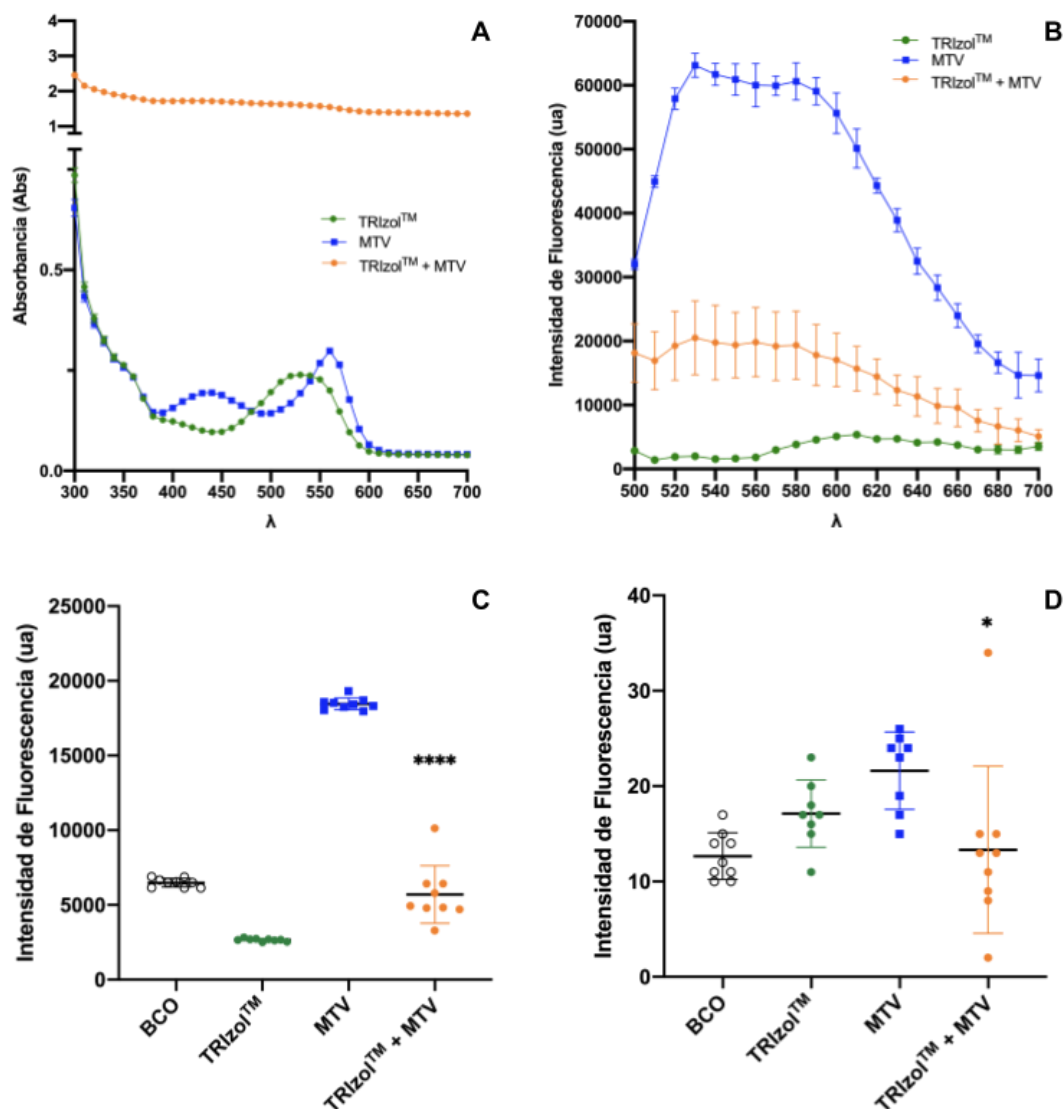 A
4
3
2
1
0.5
0.0
Absorbancia (Abs)
TRIzol™
MTV
TRIzol™ + MTV
300 350 400 450 500 550 600 650 700
λ
B
70000
60000
50000
40000
30000
20000
10000
0
Intensidad de Fluorescencia (ua)
TRIzol™
MTV
TRIzol™ + MTV
500 520 540 560 580 600 620 640 660 680 700
λ
C
25000
20000
15000
10000
5000
0
Intensidad de Fluorescencia (ua)
****
BCO
TRIzol™
MTV
TRIzol™ + MTV
D
40
30
20
10
0
Intensidad de Fluorescencia (ua)
*
BCO
TRIzol™
MTV
TRIzol™ + MTV